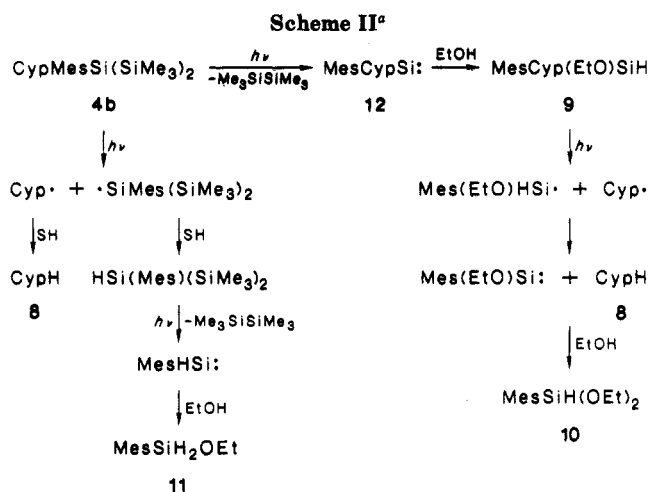 Scheme IIᵃ
CypMesSi(SiMe₃)₂ hν -Me₃SiSiMe₃ MesCypSi: EtOH MesCyp(EtO)SiH
4b 12 9
hν hν
Cyp· + ·SiMes(SiMe₃)₂ Mes(EtO)HSi· + Cyp·
SH SH
CypH HSi(Mes)(SiMe₃)₂ Mes(EtO)Si: + CypH
8 8
hν -Me₃SiSiMe₃ EtOH
MesHSi:
MesSiH(OEt)₂
EtOH 10
MesSiH₂OEt
11